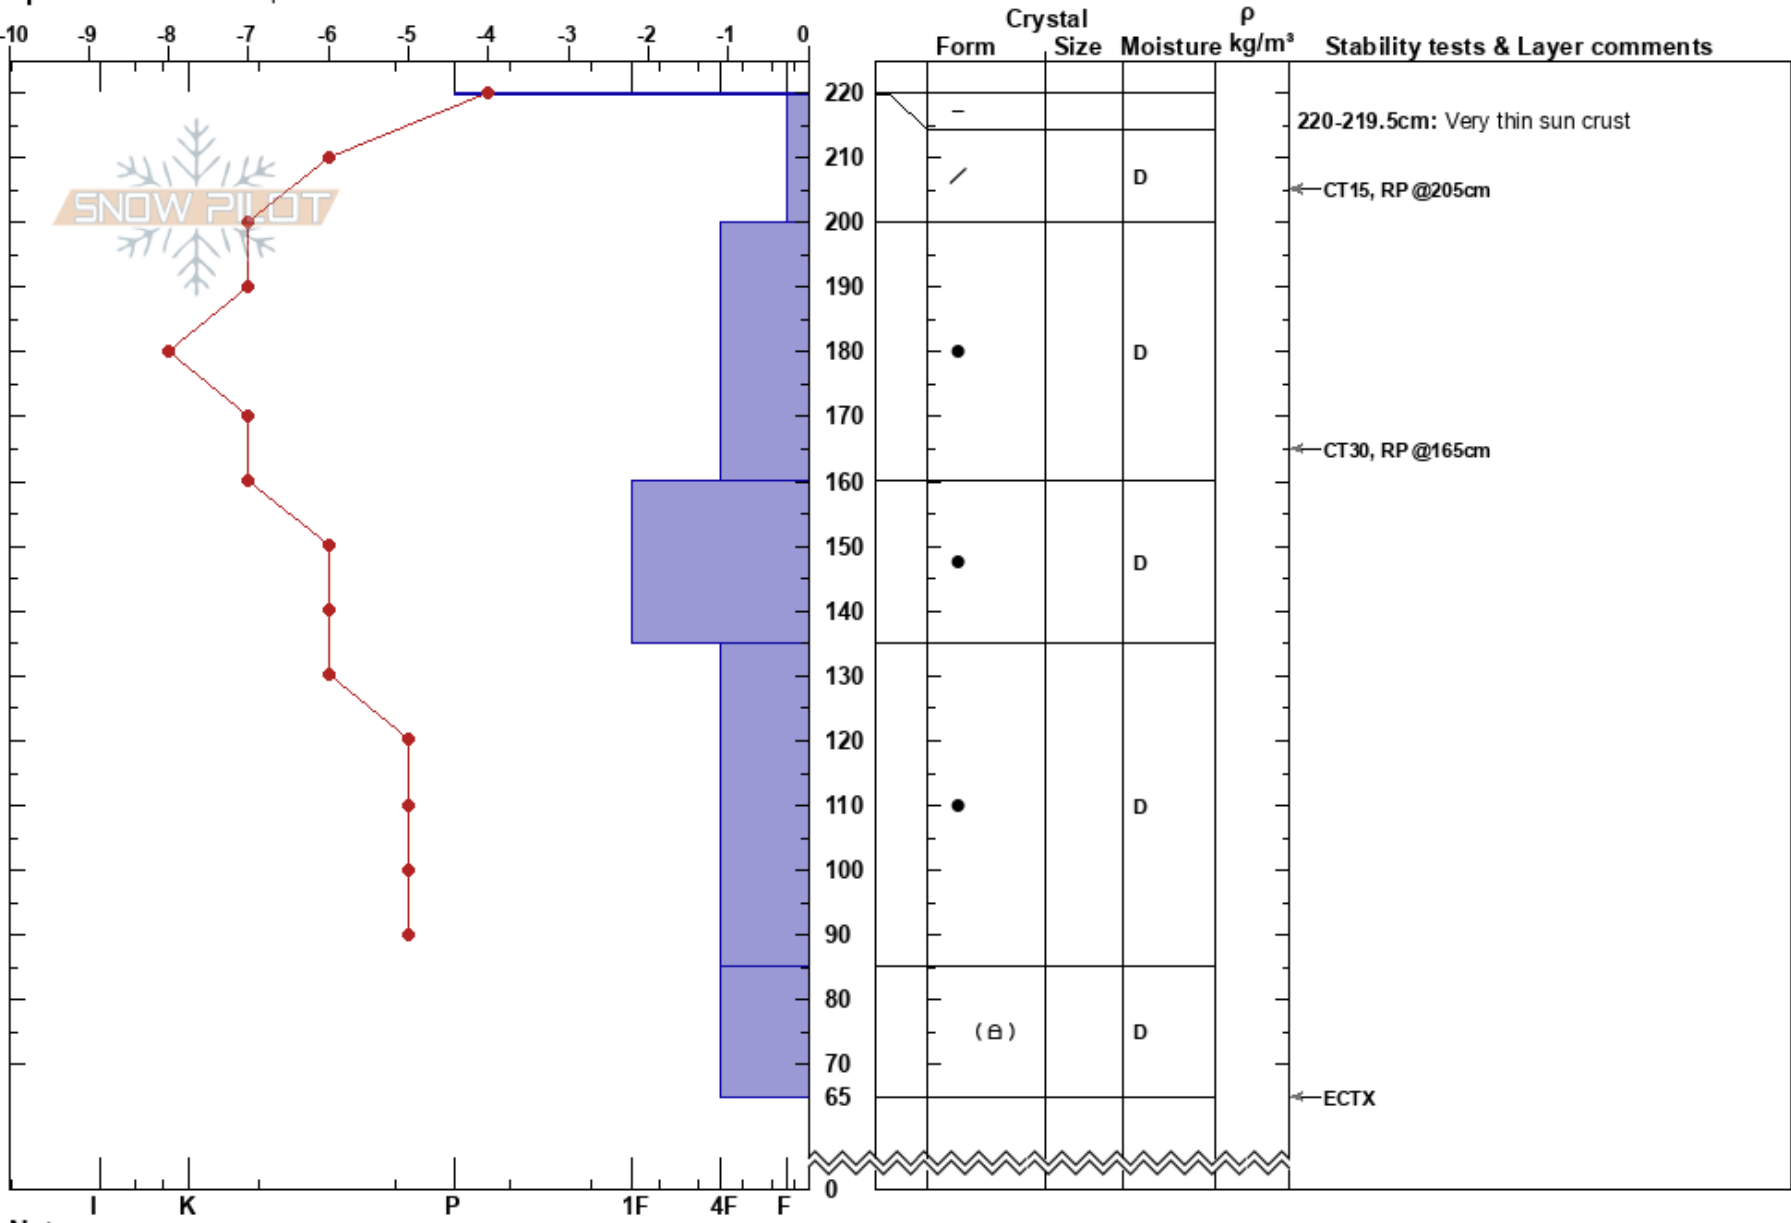 Crystal ρ
-10 -9 -8 -7 -6 -5 -4 -3 -2 -1 0 Form Size Moisture kg/m³ Stability tests & Layer comments
220
220-219.5cm: Very thin sun crust
210
D
CT15, RP @205cm
SNOW PILOT
200
190
180 D
170
CT30, RP @165cm
160
150
D
140
130
120
110 D
100
90
80
D
70
65 ECTX
0
I K P 1F 4F F